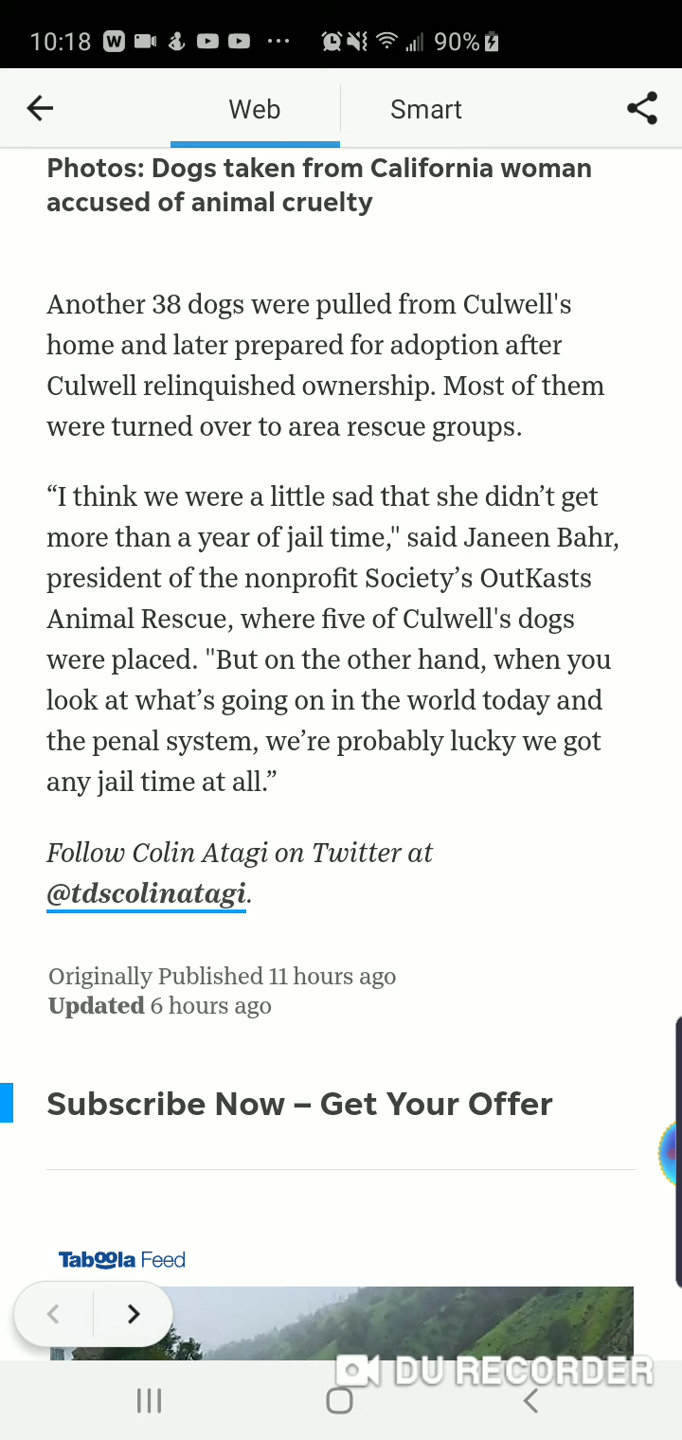 10:18 W ... 90%
Web Smart
Photos: Dogs taken from California woman
accused of animal cruelty
Another 38 dogs were pulled from Culwell's
home and later prepared for adoption after
Culwell relinquished ownership. Most of them
were turned over to area rescue groups.
“I think we were a little sad that she didn’t get
more than a year of jail time," said Janeen Bahr,
president of the nonprofit Society’s OutKasts
Animal Rescue, where five of Culwell's dogs
were placed. "But on the other hand, when you
look at what’s going on in the world today and
the penal system, we’re probably lucky we got
any jail time at all.”
Follow Colin Atagi on Twitter at
@tdscolinatagi.
Originally Published 11 hours ago
Updated 6 hours ago
Subscribe Now – Get Your Offer
Taboola Feed
DU RECORDER